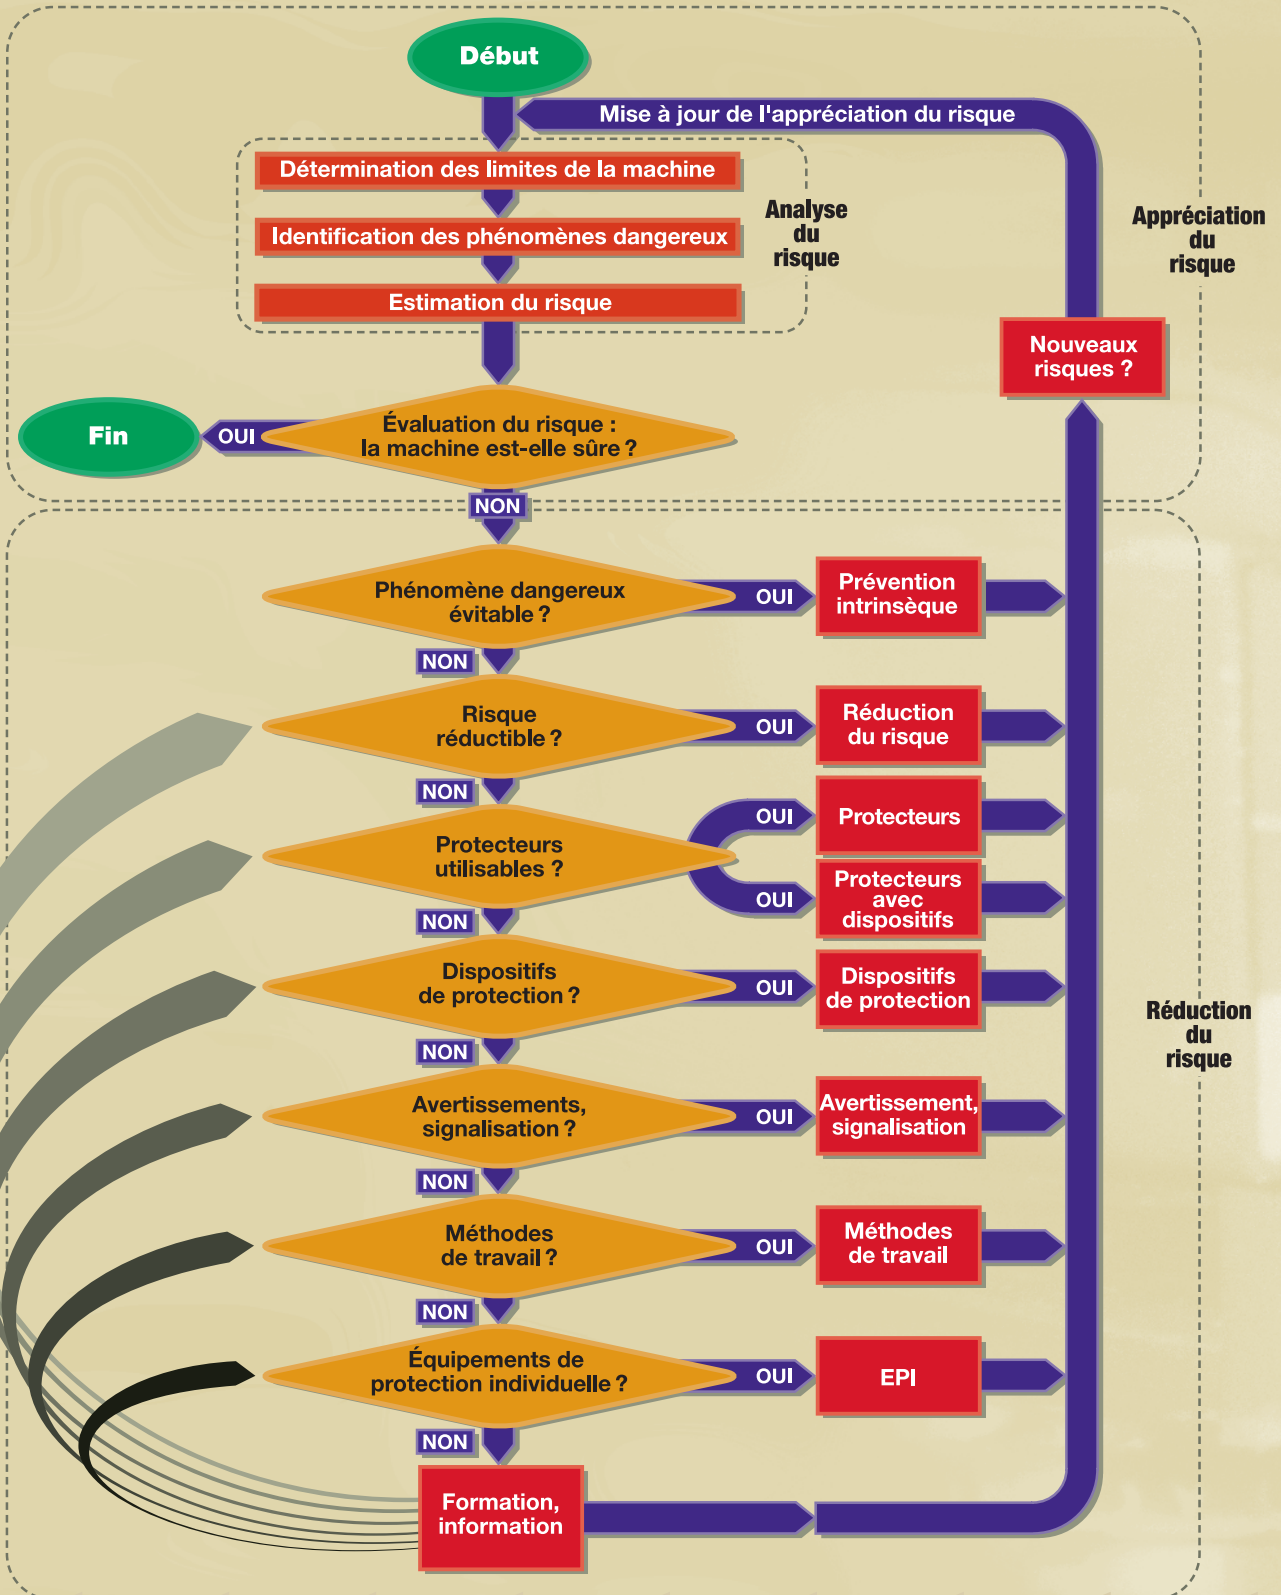 Début
Mise à jour de l'appréciation du risque
Détermination des limites de la machine
Identification des phénomènes dangereux
Estimation du risque
Analyse
du
risque
Appréciation
du
risque
Nouveaux
risques ?
Évaluation du risque :
la machine est-elle sûre ?
OUI
Fin
NON
Phénomène dangereux
évitable ?
OUI
Prévention
intrinsèque
NON
Risque
réductible ?
OUI
Réduction
du risque
NON
Protecteurs
utilisables ?
OUI
Protecteurs
OUI
Protecteurs
avec
dispositifs
NON
Dispositifs
de protection ?
OUI
Dispositifs
de protection
Réduction
du
risque
NON
Avertissements,
signalisation ?
OUI
Avertissement,
signalisation
NON
Méthodes
de travail ?
OUI
Méthodes
de travail
NON
Équipements de
protection individuelle ?
OUI
EPI
NON
Formation,
information